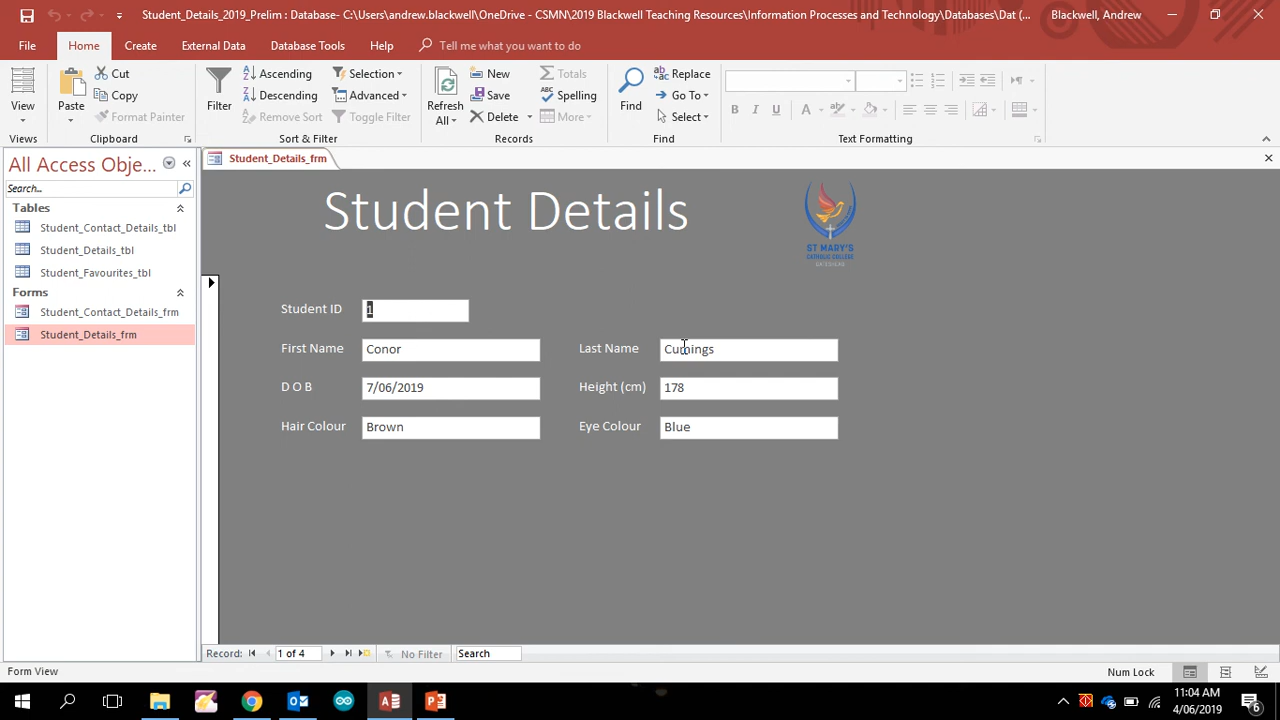 Student_Details_2019_Prelim : Database- C:\Users\andrew.blackwell\OneDrive - CSMN\2019 Blackwell Teaching Resources\Information Processes and Technology\Databases\Dat (... Blackwell, Andrew
File Home Create External Data Database Tools Help Tell me what you want to do
View Paste Cut Copy Format Painter Filter Ascending Descending Remove Sort Selection Advanced Toggle Filter Refresh All New Save Delete Totals Spelling More Find Replace Go To Select
Views Clipboard Sort & Filter Records Find Text Formatting
All Access Obje...
Search...
Tables
Student_Contact_Details_tbl
Student_Details_tbl
Student_Favourites_tbl
Forms
Student_Contact_Details_frm
Student_Details_frm
Student_Details_frm
Student Details
ST MARY'S
CATHOLIC COLLEGE
Student ID 1
First Name Conor Last Name Cumings
D O B 7/06/2019 Height (cm) 178
Hair Colour Brown Eye Colour Blue
Record: 1 of 4 No Filter Search
Form View Num Lock
11:04 AM
4/06/2019
6